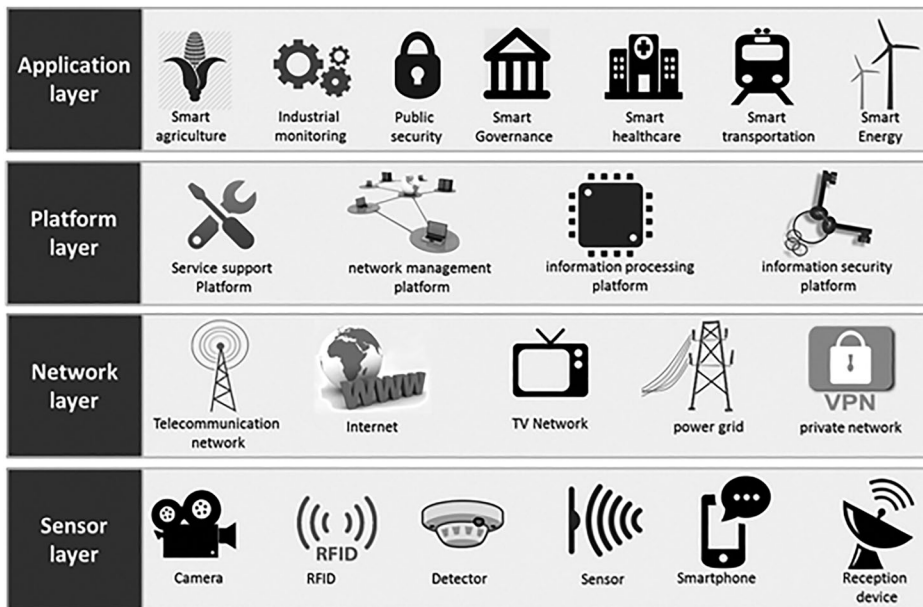 Application
layer
Smart
agriculture
Industrial
monitoring
Public
security
Smart
Governance
Smart
healthcare
Smart
transportation
Smart
Energy
Platform
layer
Service support
Platform
network management
platform
information processing
platform
information security
platform
Network
layer
Telecommunication
network
WWW
Internet
TV Network
power grid
VPN
private network
Sensor
layer
Camera
RFID
RFID
Detector
Sensor
Smartphone
Reception
device